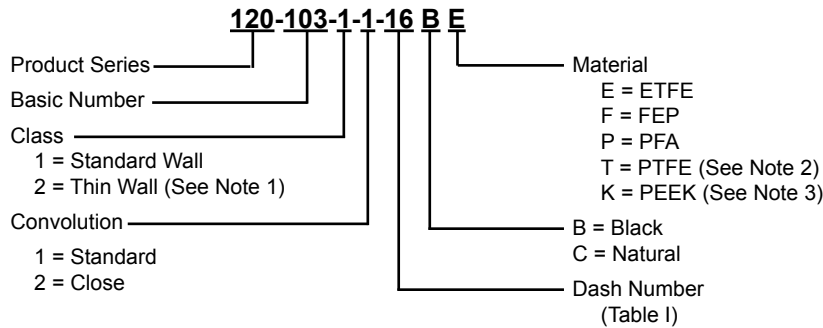 120-103-1-1-16 B E
Product Series
Basic Number
Class
1 = Standard Wall
2 = Thin Wall (See Note 1)
Convolution
1 = Standard
2 = Close
Material
E = ETFE
F = FEP
P = PFA
T = PTFE (See Note 2)
K = PEEK (See Note 3)
B = Black
C = Natural
Dash Number
(Table I)